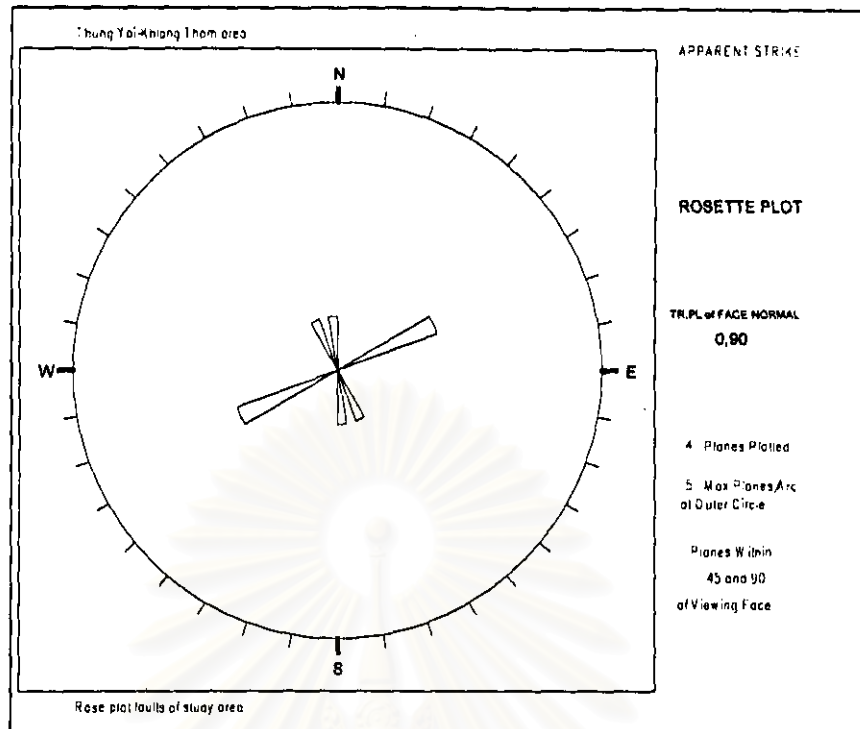 Thung Yai-Khlong Thom area
APPARENT STRIKE
N
ROSETTE PLOT
TR.PL of FACE NORMAL
0,90
W
E
4 Planes Plotted
5 Max Planes/Arc
at Outer Circle
Planes Within
45 and 90
of Viewing Face
S
Rose plot faults of study area